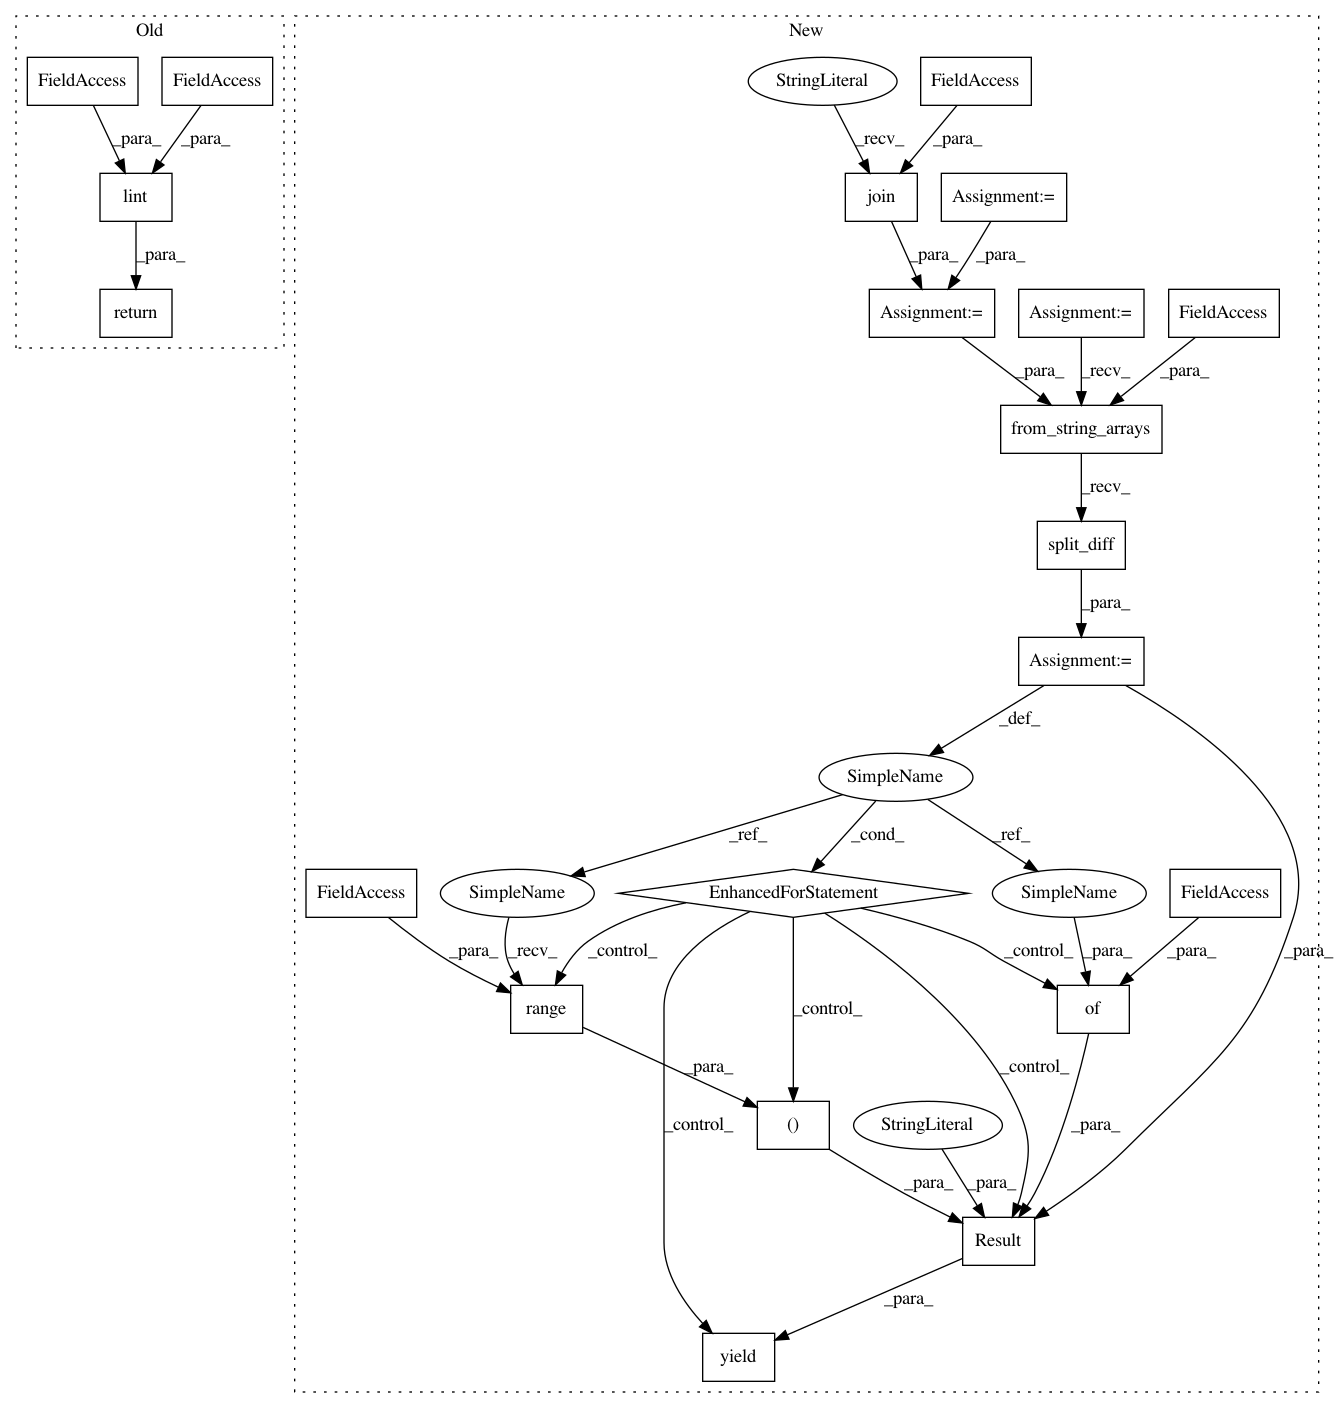 Old
New
FieldAccess
FieldAccess
StringLiteral
FieldAccess
_para_
_para_
_recv_
_para_
lint
join
Assignment:=
_para_
_para_
_para_
return
Assignment:=
Assignment:=
FieldAccess
_para_
_recv_
_para_
from_string_arrays
_recv_
split_diff
_para_
Assignment:=
_def_
SimpleName
_ref_
_cond_
_ref_
FieldAccess
SimpleName
EnhancedForStatement
SimpleName
FieldAccess
_para_
_recv_
_control_
_control_
_para_
_para_
_para_
range
_control_
of
_para_
_control_
_control_
()
StringLiteral
_para_
_para_
_para_
Result
_para_
yield